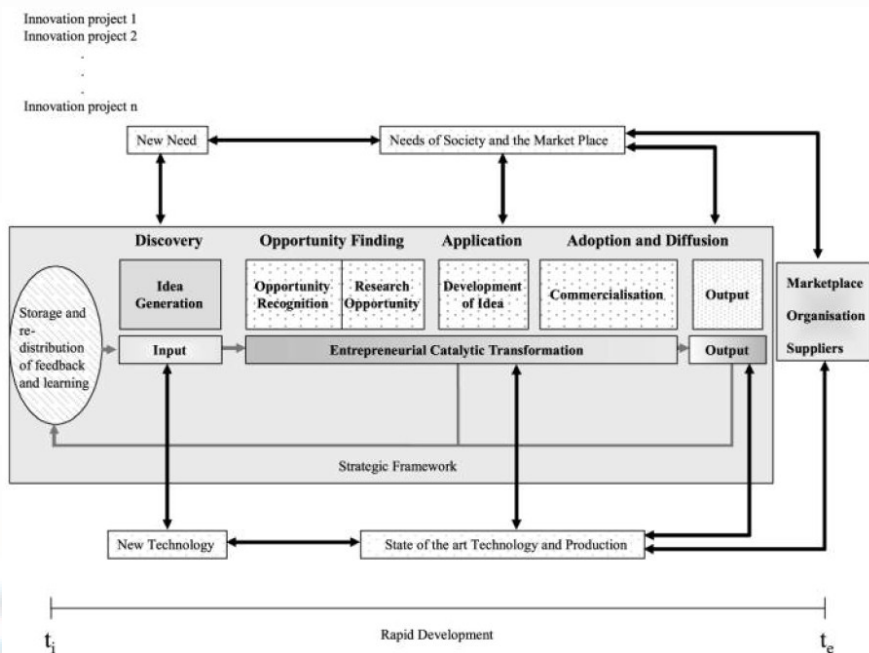 Innovation project 1
Innovation project 2
.
.
.
Innovation project n
New Need
Needs of Society and the Market Place
Discovery
Opportunity Finding
Application
Adoption and Diffusion
Idea
Generation
Opportunity
Recognition
Research
Opportunity
Development
of Idea
Commercialisation
Output
Marketplace
Organisation
Suppliers
Storage and
re-
distribution
of feedback
and learning
Input
Entrepreneurial Catalytic Transformation
Output
Strategic Framework
New Technology
State of the art Technology and Production
ti
Rapid Development
te